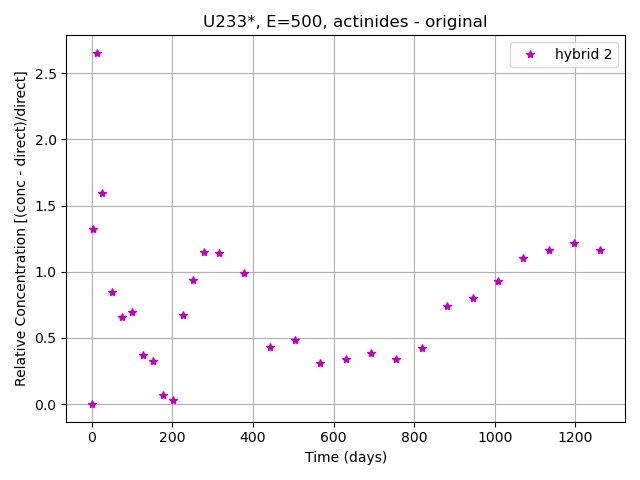 U233*, E=500, actinides - original
hybrid 2
Relative Concentration [(conc - direct)/direct]
2.5
2.0
1.5
1.0
0.5
0.0
0 200 400 600 800 1000 1200
Time (days)